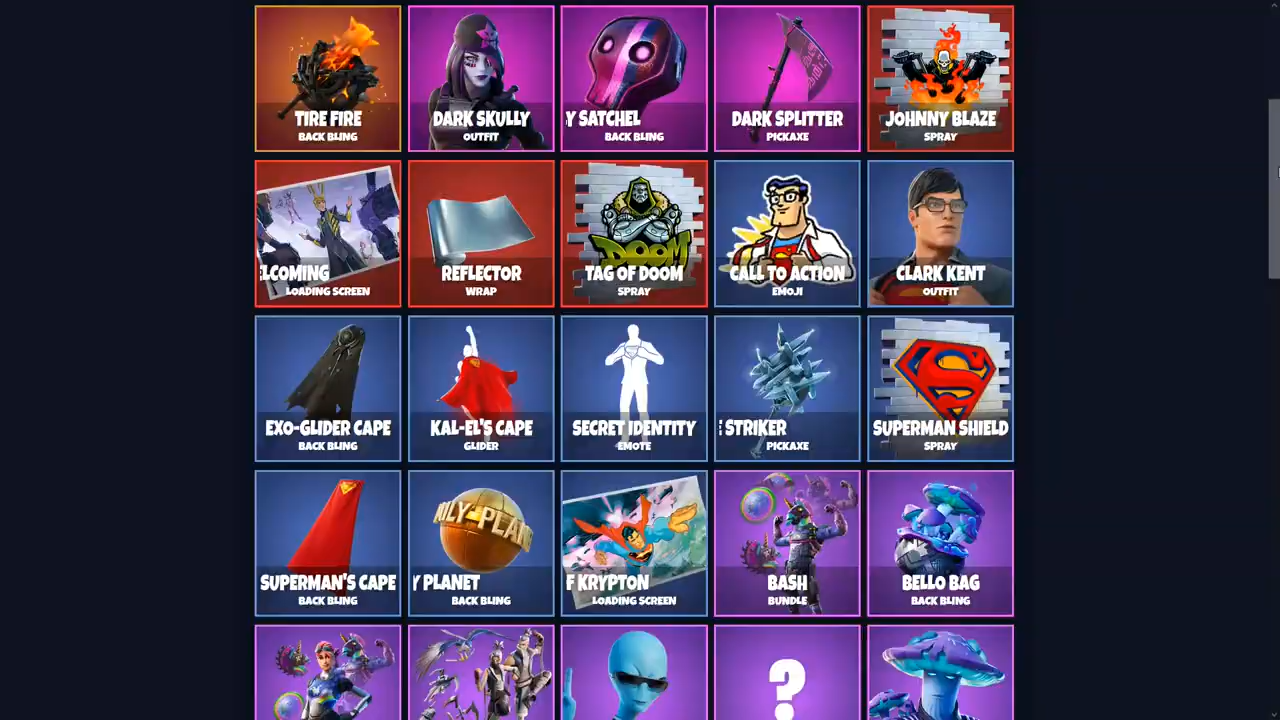 TIRE FIRE
BACK BLING
DARK SKULLY
OUTFIT
Y SATCHEL
BACK BLING
DARK SPLITTER
PICKAXE
JOHNNY BLAZE
SPRAY
ELCOMING
LOADING SCREEN
REFLECTOR
WRAP
DOOM
TAG OF DOOM
SPRAY
CALL TO ACTION
EMOJI
CLARK KENT
OUTFIT
EXO-GLIDER CAPE
BACK BLING
KAL-EL'S CAPE
GLIDER
SECRET IDENTITY
EMOTE
E STRIKER
PICKAXE
SUPERMAN SHIELD
SPRAY
SUPERMAN'S CAPE
BACK BLING
AILY-PLAN
Y PLANET
BACK BLING
F KRYPTON
LOADING SCREEN
BASH
BUNDLE
BELLO BAG
BACK BLING
?